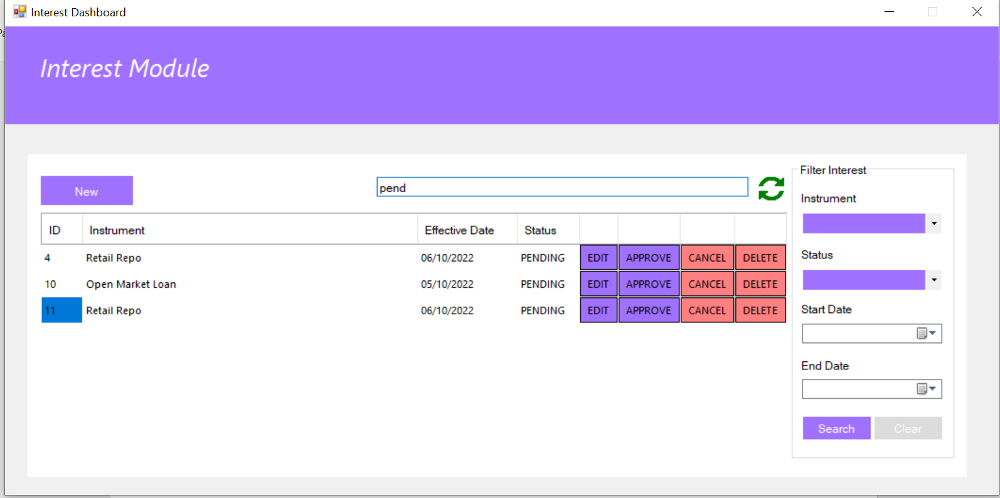 Interest Dashboard
Interest Module
New
pend
ID Instrument Effective Date Status
4 Retail Repo 06/10/2022 PENDING EDIT APPROVE CANCEL DELETE
10 Open Market Loan 05/10/2022 PENDING EDIT APPROVE CANCEL DELETE
11 Retail Repo 06/10/2022 PENDING EDIT APPROVE CANCEL DELETE
Filter Interest
Instrument
Status
Start Date
End Date
Search Clear